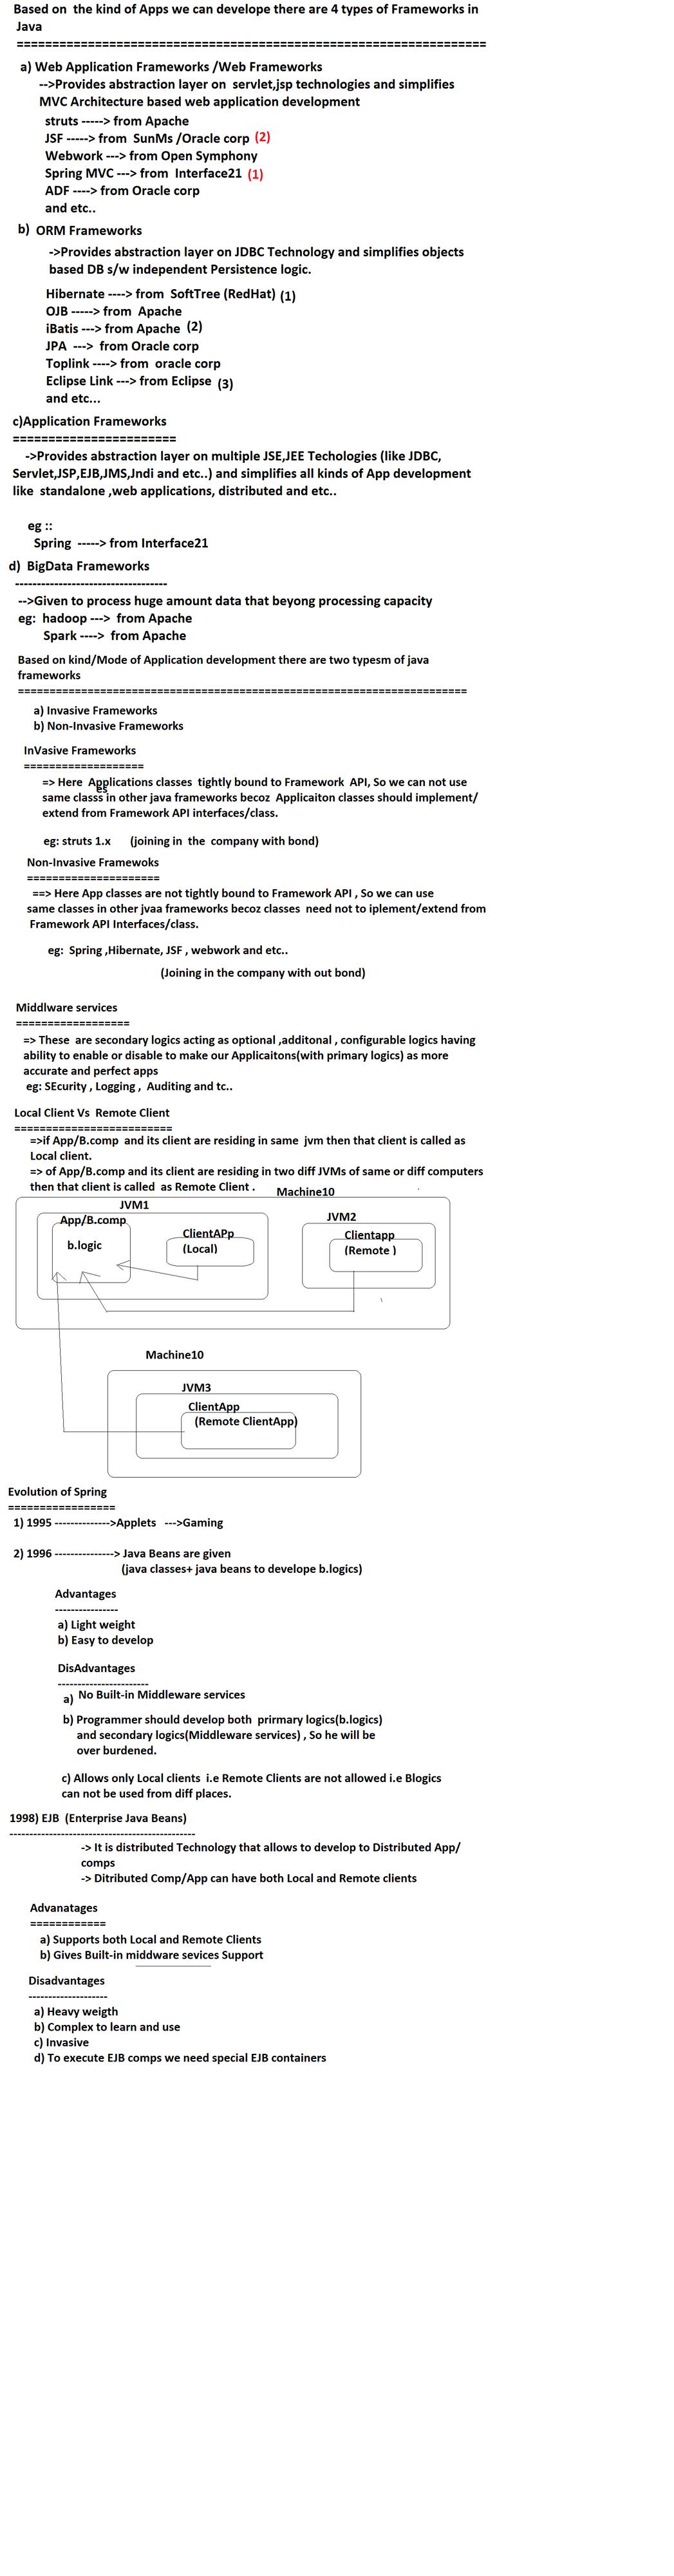 Based on the kind of Apps we can develope there are 4 types of Frameworks in
Java
==================================================================
a) Web Application Frameworks /Web Frameworks
-->Provides abstraction layer on servlet,jsp technologies and simplifies
MVC Architecture based web application development
struts -----> from Apache
JSF -----> from SunMs /Oracle corp (2)
Webwork ---> from Open Symphony
Spring MVC ---> from Interface21 (1)
ADF ----> from Oracle corp
and etc..
b) ORM Frameworks
->Provides abstraction layer on JDBC Technology and simplifies objects
based DB s/w independent Persistence logic.
Hibernate ----> from SoftTree (RedHat) (1)
OJB -----> from Apache
iBatis ---> from Apache (2)
JPA ---> from Oracle corp
Toplink ----> from oracle corp
Eclipse Link ---> from Eclipse (3)
and etc...
c)Application Frameworks
=======================
->Provides abstraction layer on multiple JSE,JEE Techologies (like JDBC,
Servlet,JSP,EJB,JMS,Jndi and etc..) and simplifies all kinds of App development
like standalone ,web applications, distributed and etc..
eg ::
Spring -----> from Interface21
d) BigData Frameworks
-----------------------------------
-->Given to process huge amount data that beyong processing capacity
eg: hadoop ---> from Apache
Spark ----> from Apache
Based on kind/Mode of Application development there are two typesm of java
frameworks
=======================================================================
a) Invasive Frameworks
b) Non-Invasive Frameworks
InVasive Frameworks
===================
=> Here Applications classes tightly bound to Framework API, So we can not use
es
same classs in other java frameworks becoz Applicaiton classes should implement/
extend from Framework API interfaces/class.
eg: struts 1.x (joining in the company with bond)
Non-Invasive Framewoks
=====================
==> Here App classes are not tightly bound to Framework API , So we can use
same classes in other jvaa frameworks becoz classes need not to iplement/extend from
Framework API Interfaces/class.
eg: Spring ,Hibernate, JSF , webwork and etc..
(Joining in the company with out bond)
Middlware services
==================
=> These are secondary logics acting as optional ,additonal , configurable logics having
ability to enable or disable to make our Applicaitons(with primary logics) as more
accurate and perfect apps
eg: SEcurity , Logging , Auditing and tc..
Local Client Vs Remote Client
=========================
=>if App/B.comp and its client are residing in same jvm then that client is called as
Local client.
=> of App/B.comp and its client are residing in two diff JVMs of same or diff computers
then that client is called as Remote Client .
Machine10
JVM1
JVM2
App/B.comp
b.logic
ClientAPp
(Local)
Clientapp
(Remote )
Machine10
JVM3
ClientApp
(Remote ClientApp)
Evolution of Spring
=================
1) 1995 -------------->Applets --->Gaming
2) 1996 ---------------> Java Beans are given
(java classes+ java beans to develope b.logics)
Advantages
----------------
a) Light weight
b) Easy to develop
DisAdvantages
-----------------------
a) No Built-in Middleware services
b) Programmer should develop both prirmary logics(b.logics)
and secondary logics(Middleware services) , So he will be
over burdened.
c) Allows only Local clients i.e Remote Clients are not allowed i.e Blogics
can not be used from diff places.
1998) EJB (Enterprise Java Beans)
-----------------------------------------------
-> It is distributed Technology that allows to develop to Distributed App/
comps
-> Ditributed Comp/App can have both Local and Remote clients
Advanatages
============
a) Supports both Local and Remote Clients
b) Gives Built-in middware sevices Support
Disadvantages
--------------------
a) Heavy weigth
b) Complex to learn and use
c) Invasive
d) To execute EJB comps we need special EJB containers